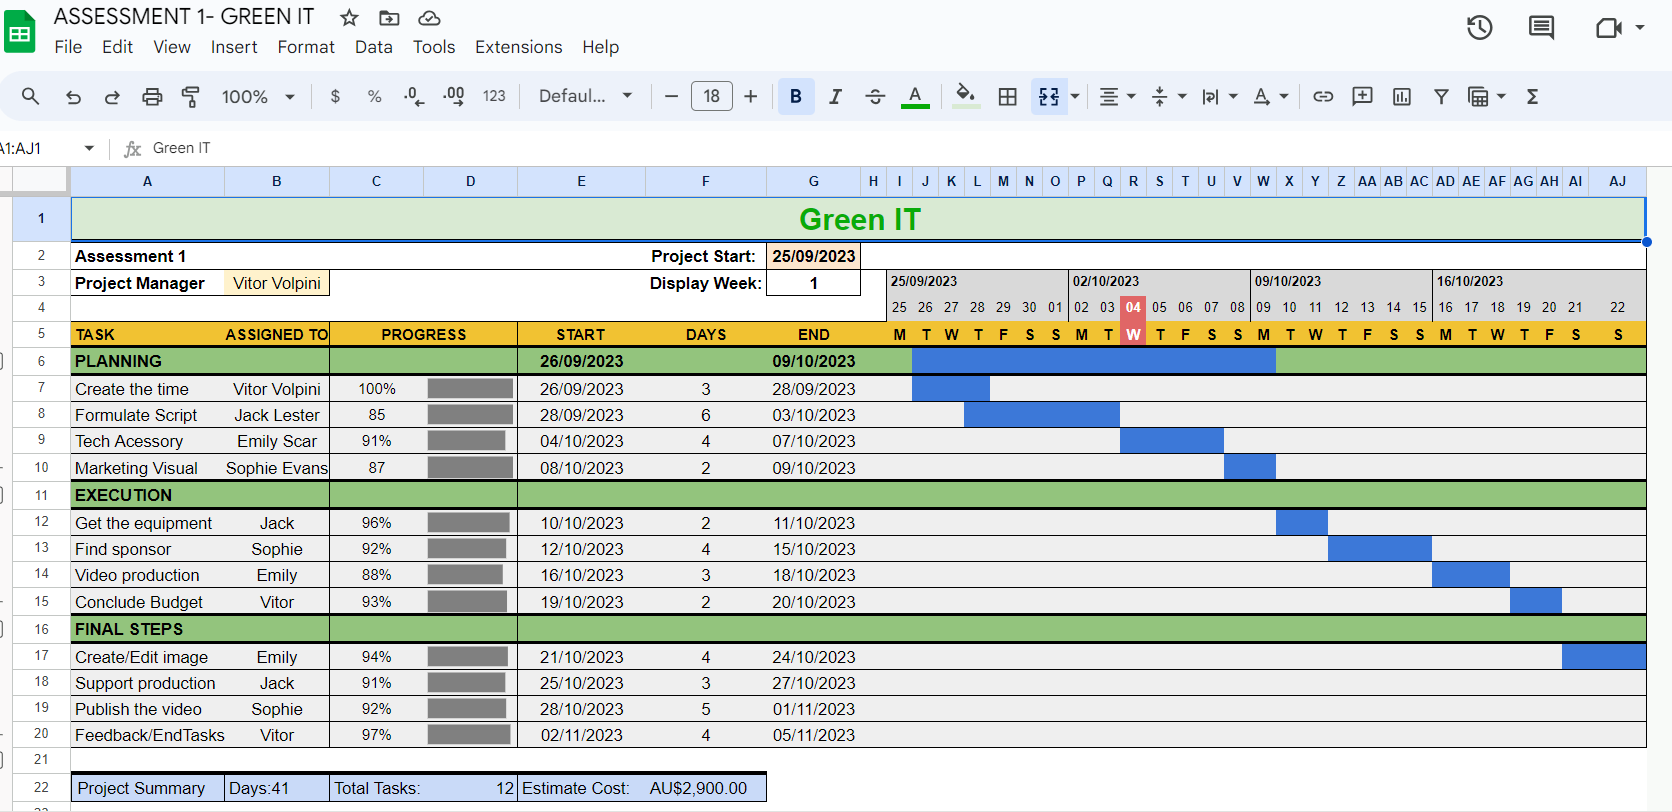 ASSESSMENT 1- GREEN IT
File Edit View Insert Format Data Tools Extensions Help
100% $ % .0 .00 123 Defaul... − 18 + B I S A A Σ
A1:AJ1 fx Green IT
A B C D E F G H I J K L M N O P Q R S T U V W X Y Z AA AB AC AD AE AF AG AH AI AJ
1 Green IT
2 Assessment 1 Project Start: 25/09/2023
3 Project Manager Vitor Volpini Display Week: 1 25/09/2023 02/10/2023 09/10/2023 16/10/2023
4 25 26 27 28 29 30 01 02 03 04 05 06 07 08 09 10 11 12 13 14 15 16 17 18 19 20 21 22
5 TASK ASSIGNED TO PROGRESS START DAYS END M T W T F S S M T W T F S S M T W T F S S M T W T F S S
6 PLANNING 26/09/2023 09/10/2023
7 Create the time Vitor Volpini 100% 26/09/2023 3 28/09/2023
8 Formulate Script Jack Lester 85 28/09/2023 6 03/10/2023
9 Tech Acessory Emily Scar 91% 04/10/2023 4 07/10/2023
10 Marketing Visual Sophie Evans 87 08/10/2023 2 09/10/2023
11 EXECUTION
12 Get the equipment Jack 96% 10/10/2023 2 11/10/2023
13 Find sponsor Sophie 92% 12/10/2023 4 15/10/2023
14 Video production Emily 88% 16/10/2023 3 18/10/2023
15 Conclude Budget Vitor 93% 19/10/2023 2 20/10/2023
16 FINAL STEPS
17 Create/Edit image Emily 94% 21/10/2023 4 24/10/2023
18 Support production Jack 91% 25/10/2023 3 27/10/2023
19 Publish the video Sophie 92% 28/10/2023 5 01/11/2023
20 Feedback/EndTasks Vitor 97% 02/11/2023 4 05/11/2023
21
22 Project Summary Days:41 Total Tasks: 12 Estimate Cost: AU$2,900.00